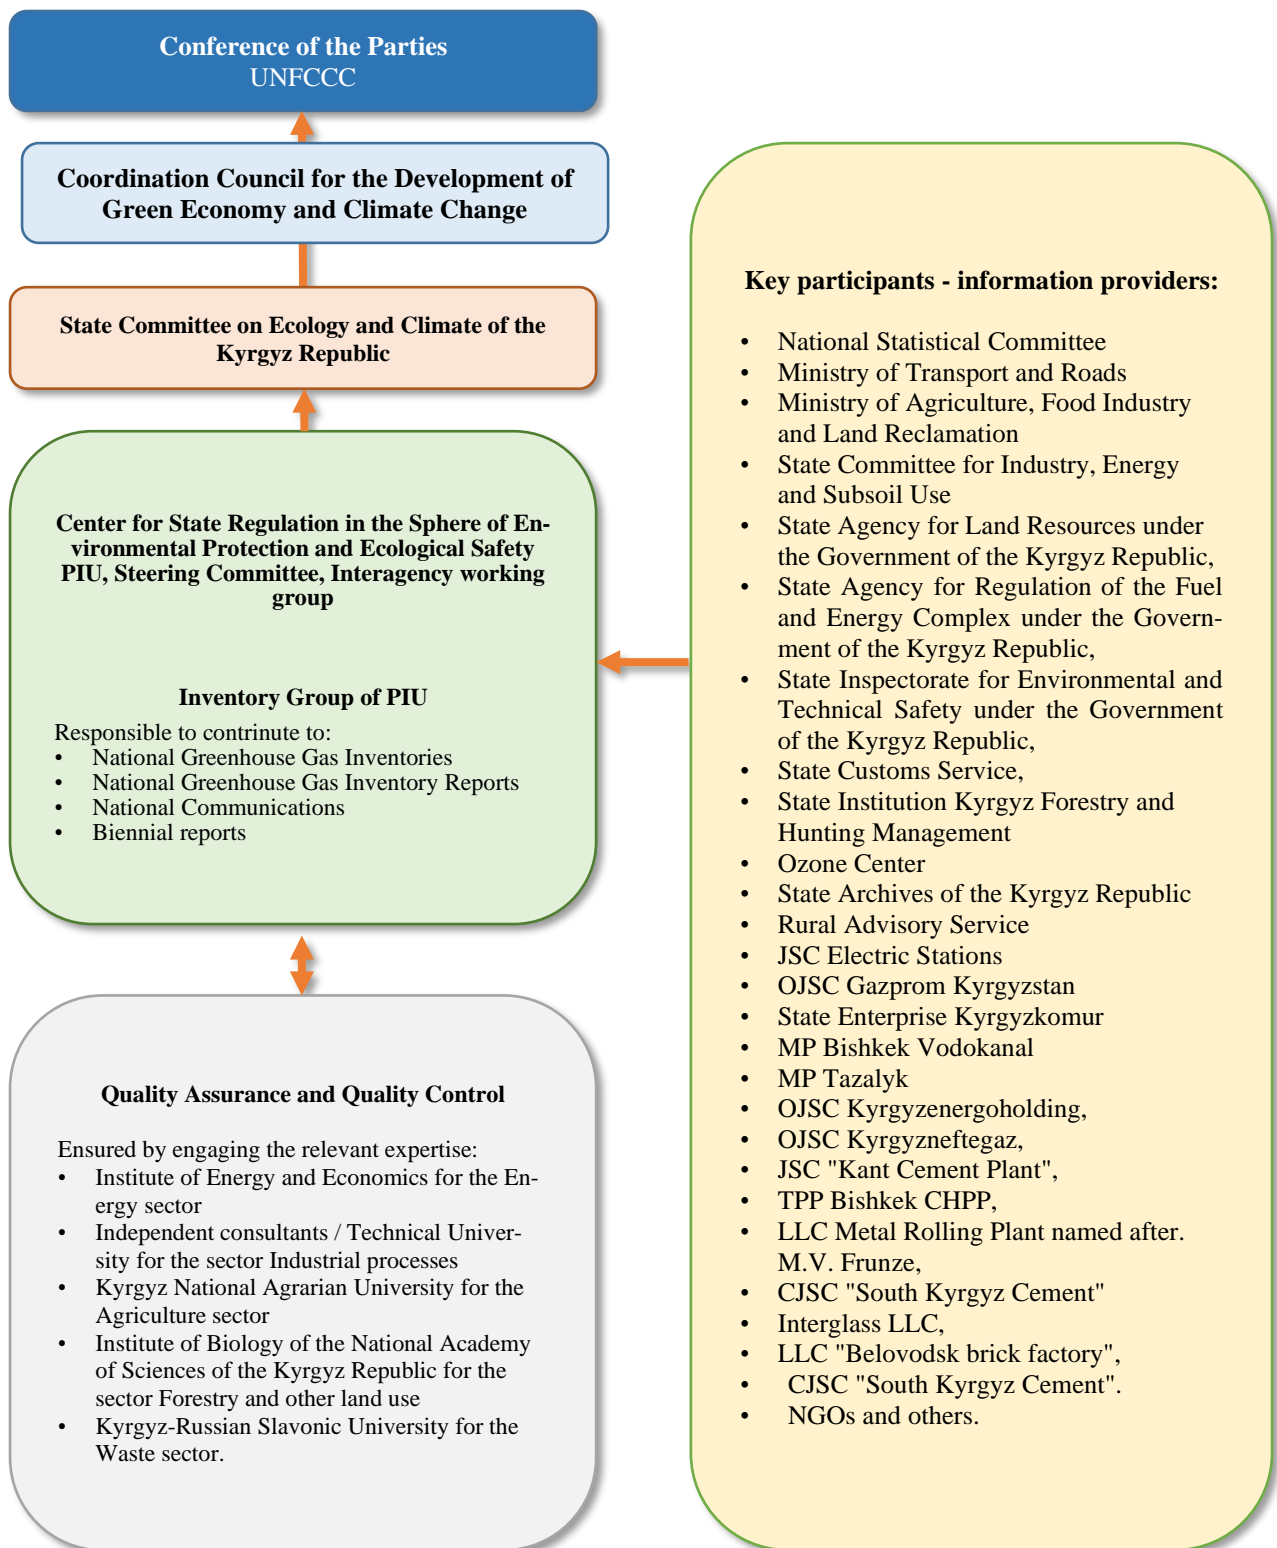 Conference of the Parties
UNFCCC
Coordination Council for the Development of
Green Economy and Climate Change
State Committee on Ecology and Climate of the
Kyrgyz Republic
Center for State Regulation in the Sphere of En-
vironmental Protection and Ecological Safety
PIU, Steering Committee, Interagency working
group
Inventory Group of PIU
Responsible to contrinute to:
• National Greenhouse Gas Inventories
• National Greenhouse Gas Inventory Reports
• National Communications
• Biennial reports
Quality Assurance and Quality Control
Ensured by engaging the relevant expertise:
• Institute of Energy and Economics for the En-
ergy sector
• Independent consultants / Technical Univer-
sity for the sector Industrial processes
• Kyrgyz National Agrarian University for the
Agriculture sector
• Institute of Biology of the National Academy
of Sciences of the Kyrgyz Republic for the
sector Forestry and other land use
• Kyrgyz-Russian Slavonic University for the
Waste sector.
Key participants - information providers:
• National Statistical Committee
• Ministry of Transport and Roads
• Ministry of Agriculture, Food Industry
and Land Reclamation
• State Committee for Industry, Energy
and Subsoil Use
• State Agency for Land Resources under
the Government of the Kyrgyz Republic,
• State Agency for Regulation of the Fuel
and Energy Complex under the Govern-
ment of the Kyrgyz Republic,
• State Inspectorate for Environmental and
Technical Safety under the Government
of the Kyrgyz Republic,
• State Customs Service,
• State Institution Kyrgyz Forestry and
Hunting Management
• Ozone Center
• State Archives of the Kyrgyz Republic
• Rural Advisory Service
• JSC Electric Stations
• OJSC Gazprom Kyrgyzstan
• State Enterprise Kyrgyzkomur
• MP Bishkek Vodokanal
• MP Tazalyk
• OJSC Kyrgyzenergoholding,
• OJSC Kyrgyzneftegaz,
• JSC "Kant Cement Plant",
• TPP Bishkek CHPP,
• LLC Metal Rolling Plant named after.
M.V. Frunze,
• CJSC "South Kyrgyz Cement"
• Interglass LLC,
• LLC "Belovodsk brick factory",
• CJSC "South Kyrgyz Cement".
• NGOs and others.